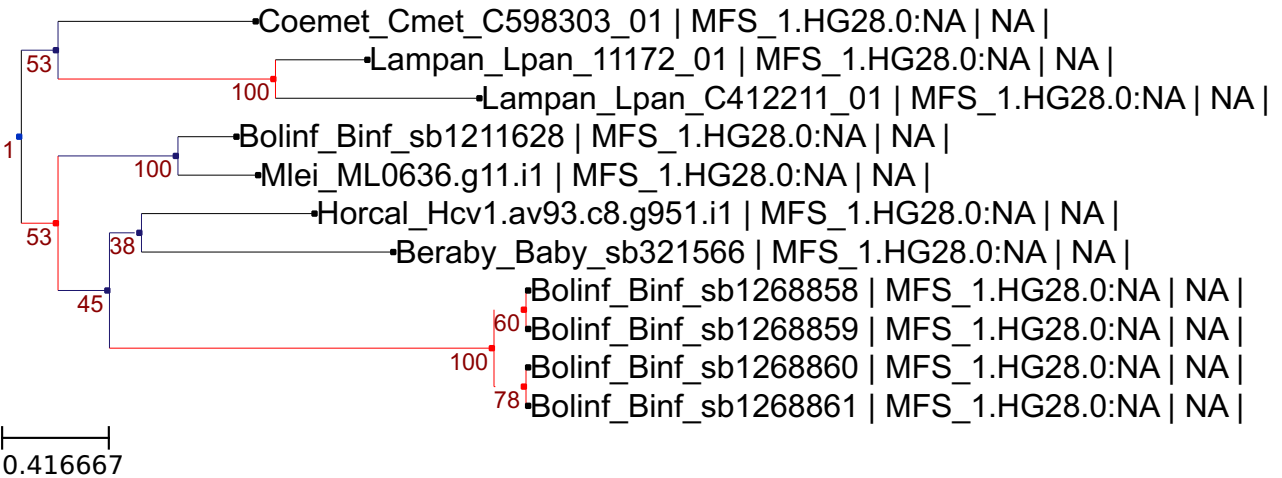 Coemet_Cmet_C598303_01 | MFS_1.HG28.0:NA | NA |
53
Lampan_Lpan_11172_01 | MFS_1.HG28.0:NA | NA |
100
Lampan_Lpan_C412211_01 | MFS_1.HG28.0:NA | NA |
Bolinf_Binf_sb1211628 | MFS_1.HG28.0:NA | NA |
1
100
Mlei_ML0636.g11.i1 | MFS_1.HG28.0:NA | NA |
Horcal_Hcv1.av93.c8.g951.i1 | MFS_1.HG28.0:NA | NA |
53
38
Beraby_Baby_sb321566 | MFS_1.HG28.0:NA | NA |
Bolinf_Binf_sb1268858 | MFS_1.HG28.0:NA | NA |
45
60
Bolinf_Binf_sb1268859 | MFS_1.HG28.0:NA | NA |
100
Bolinf_Binf_sb1268860 | MFS_1.HG28.0:NA | NA |
78
Bolinf_Binf_sb1268861 | MFS_1.HG28.0:NA | NA |
0.416667